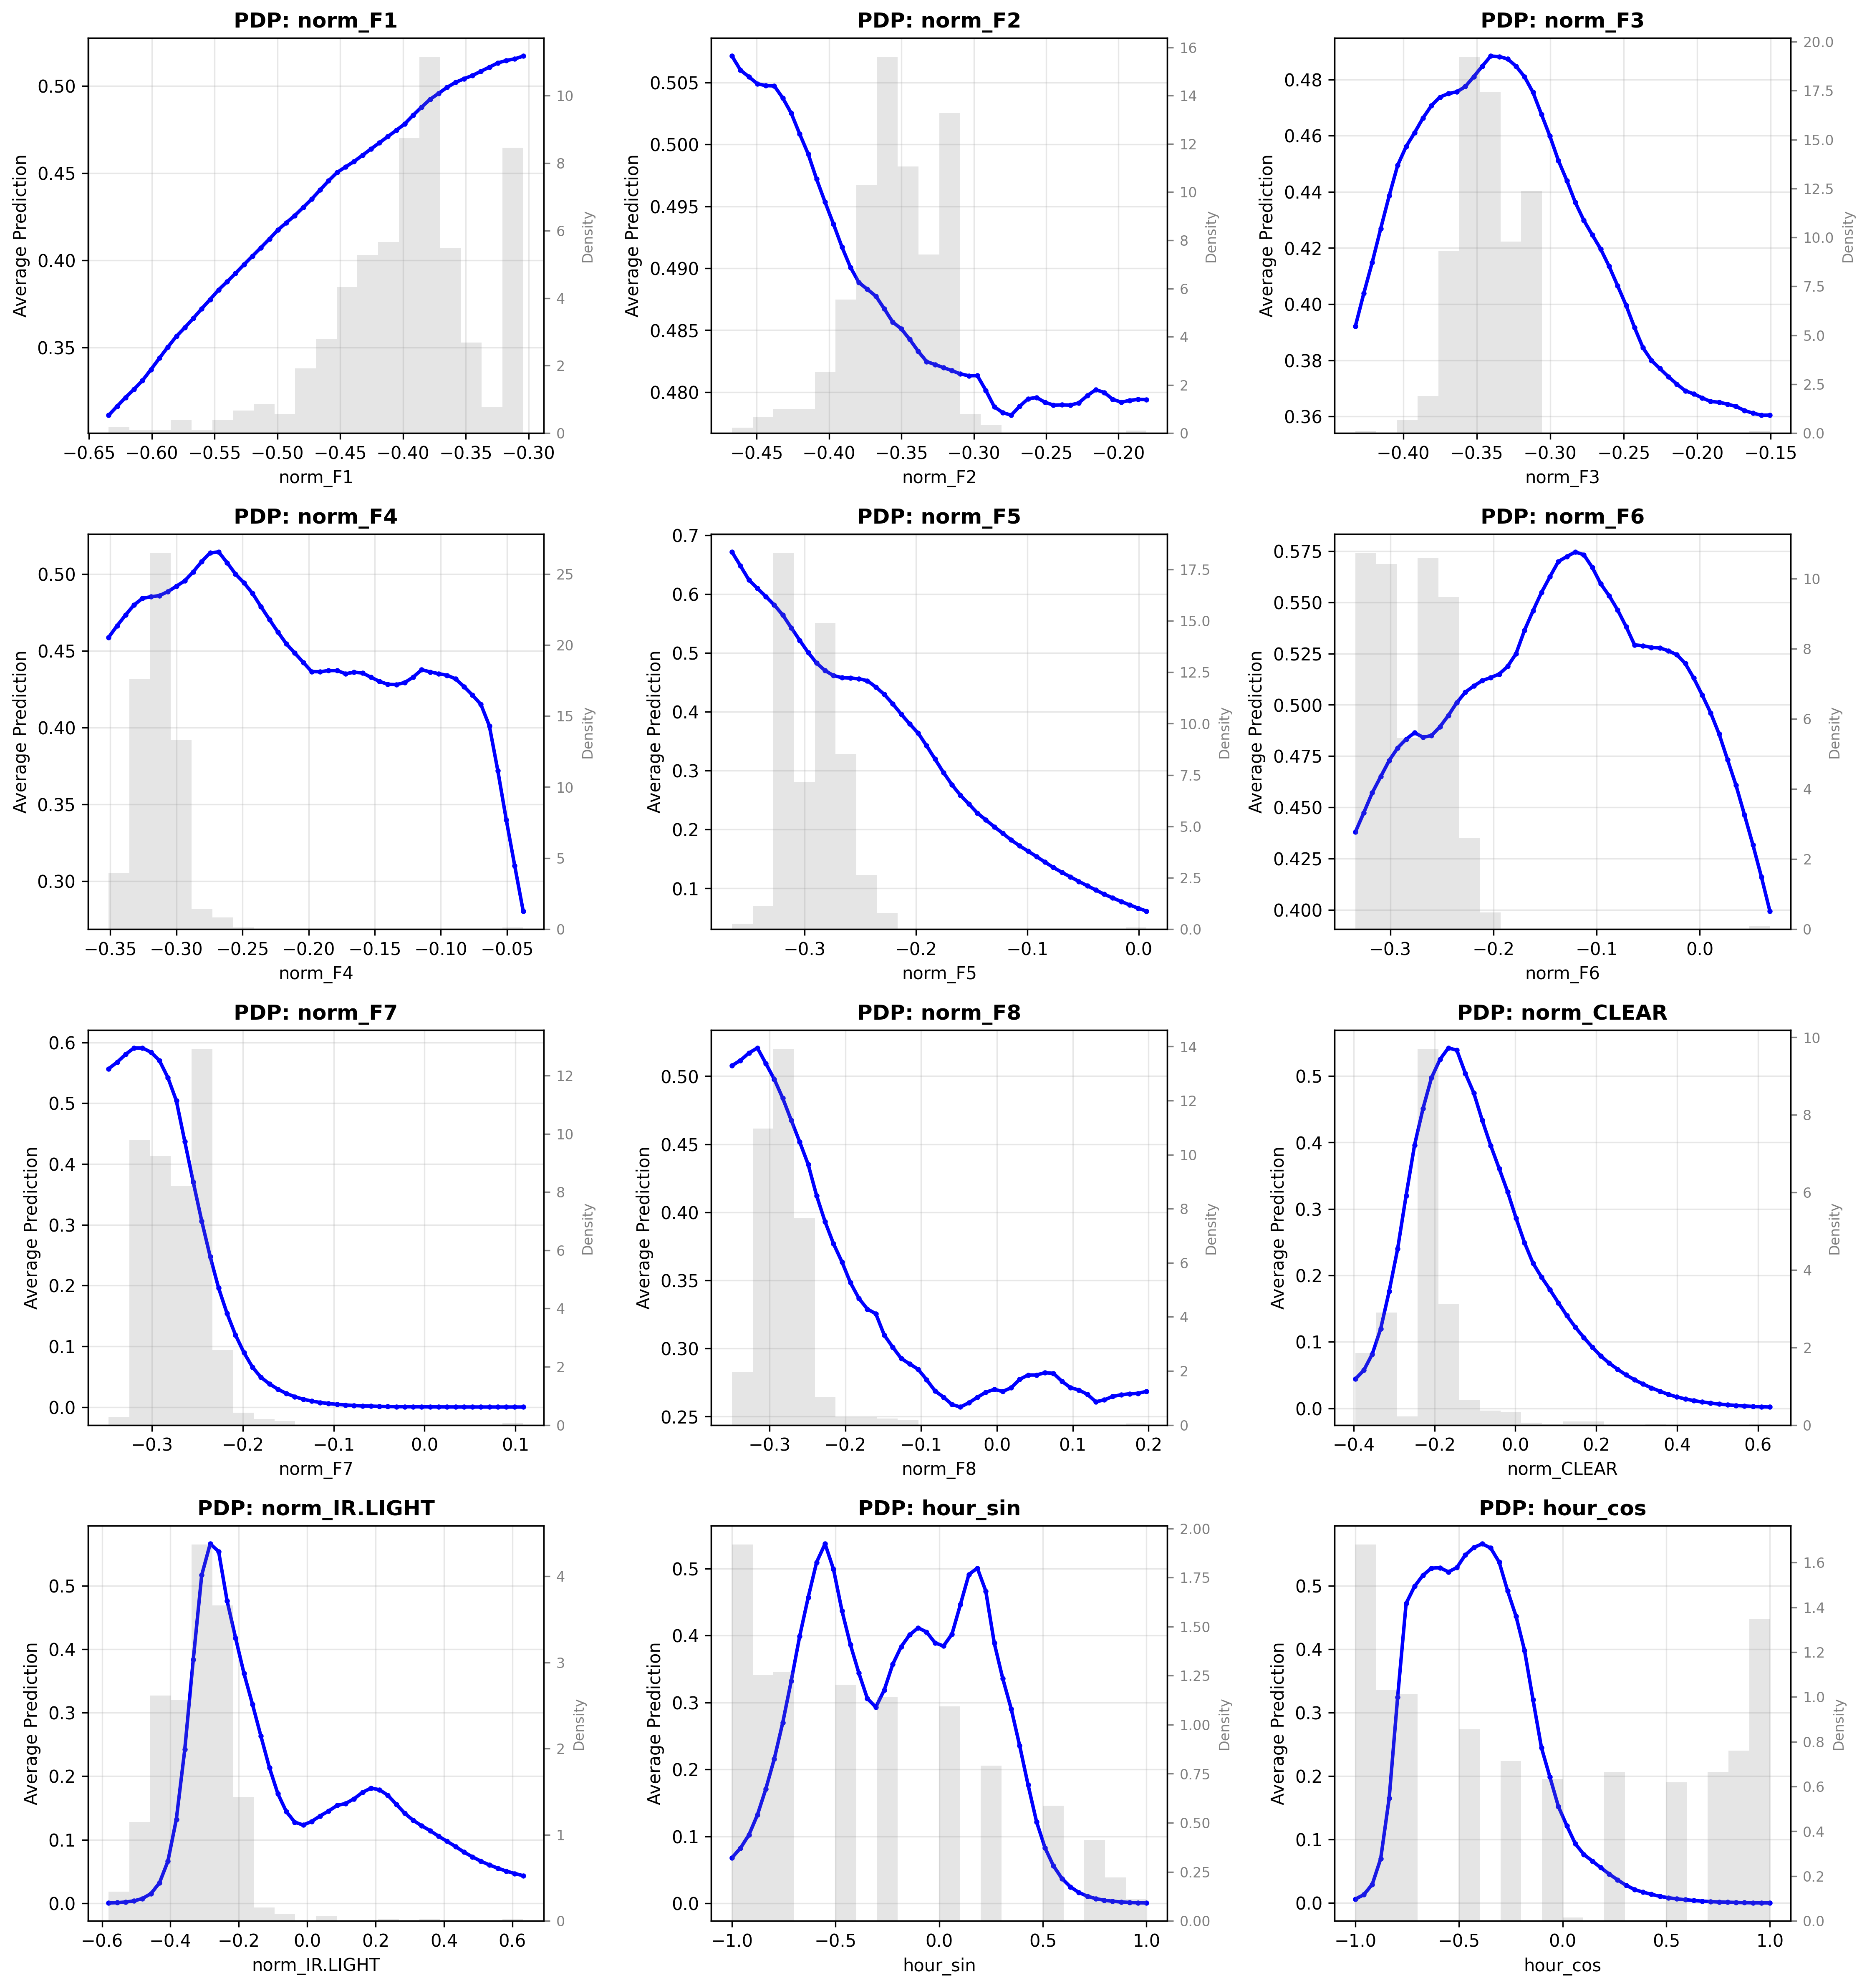 PDP: norm_F1
Average Prediction
0.50
0.45
0.40
0.35
10
8
6
4
2
0
Density
−0.65 −0.60 −0.55 −0.50 −0.45 −0.40 −0.35 −0.30
norm_F1
PDP: norm_F2
Average Prediction
0.505
0.500
0.495
0.490
0.485
0.480
16
14
12
10
8
6
4
2
0
Density
−0.45 −0.40 −0.35 −0.30 −0.25 −0.20
norm_F2
PDP: norm_F3
Average Prediction
0.48
0.46
0.44
0.42
0.40
0.38
0.36
20.0
17.5
15.0
12.5
10.0
7.5
5.0
2.5
0.0
Density
−0.40 −0.35 −0.30 −0.25 −0.20 −0.15
norm_F3
PDP: norm_F4
Average Prediction
0.50
0.45
0.40
0.35
0.30
25
20
15
10
5
0
Density
−0.35 −0.30 −0.25 −0.20 −0.15 −0.10 −0.05
norm_F4
PDP: norm_F5
Average Prediction
0.7
0.6
0.5
0.4
0.3
0.2
0.1
17.5
15.0
12.5
10.0
7.5
5.0
2.5
0.0
Density
−0.3 −0.2 −0.1 0.0
norm_F5
PDP: norm_F6
Average Prediction
0.575
0.550
0.525
0.500
0.475
0.450
0.425
0.400
10
8
6
4
2
0
Density
−0.3 −0.2 −0.1 0.0
norm_F6
PDP: norm_F7
Average Prediction
0.6
0.5
0.4
0.3
0.2
0.1
0.0
12
10
8
6
4
2
0
Density
−0.3 −0.2 −0.1 0.0 0.1
norm_F7
PDP: norm_F8
Average Prediction
0.50
0.45
0.40
0.35
0.30
0.25
14
12
10
8
6
4
2
0
Density
−0.3 −0.2 −0.1 0.0 0.1 0.2
norm_F8
PDP: norm_CLEAR
Average Prediction
0.5
0.4
0.3
0.2
0.1
0.0
10
8
6
4
2
0
Density
−0.4 −0.2 0.0 0.2 0.4 0.6
norm_CLEAR
PDP: norm_IR.LIGHT
Average Prediction
0.5
0.4
0.3
0.2
0.1
0.0
4
3
2
1
0
Density
−0.6 −0.4 −0.2 0.0 0.2 0.4 0.6
norm_IR.LIGHT
PDP: hour_sin
Average Prediction
0.5
0.4
0.3
0.2
0.1
0.0
2.00
1.75
1.50
1.25
1.00
0.75
0.50
0.25
0.00
Density
−1.0 −0.5 0.0 0.5 1.0
hour_sin
PDP: hour_cos
Average Prediction
0.5
0.4
0.3
0.2
0.1
0.0
1.6
1.4
1.2
1.0
0.8
0.6
0.4
0.2
0.0
Density
−1.0 −0.5 0.0 0.5 1.0
hour_cos